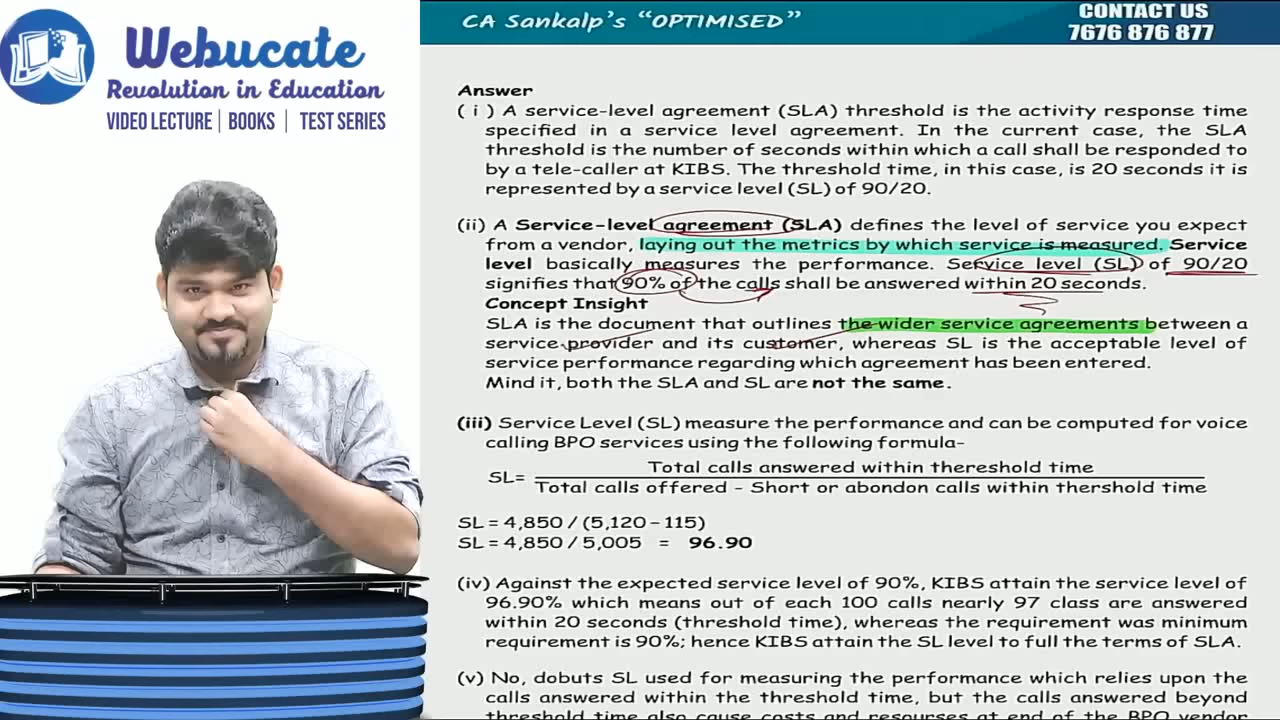 Webucate
Revolution in Education
VIDEO LECTURE | BOOKS | TEST SERIES
CA Sankalp's “OPTIMISED”
CONTACT US
7676 876 877
Answer
( i ) A service-level agreement (SLA) threshold is the activity response time
specified in a service level agreement. In the current case, the SLA
threshold is the number of seconds within which a call shall be responded to
by a tele-caller at KIBS. The threshold time, in this case, is 20 seconds it is
represented by a service level (SL) of 90/20.
(ii) A Service-level agreement (SLA) defines the level of service you expect
from a vendor, laying out the metrics by which service is measured. Service
level basically measures the performance. Service level (SL) of 90/20
signifies that 90% of the calls shall be answered within 20 seconds.
Concept Insight
SLA is the document that outlines the wider service agreements between a
service provider and its customer, whereas SL is the acceptable level of
service performance regarding which agreement has been entered.
Mind it, both the SLA and SL are not the same.
(iii) Service Level (SL) measure the performance and can be computed for voice
calling BPO services using the following formula-
Total calls answered within thereshold time
SL=
Total calls offered - Short or abondon calls within thershold time
SL = 4,850 / (5,120 - 115)
SL = 4,850 / 5,005 = 96.90
(iv) Against the expected service level of 90%, KIBS attain the service level of
96.90% which means out of each 100 calls nearly 97 class are answered
within 20 seconds (threshold time), whereas the requirement was minimum
requirement is 90%; hence KIBS attain the SL level to full the terms of SLA.
(v) No, dobuts SL used for measuring the performance which relies upon the
calls answered within the threshold time, but the calls answered beyond
threshold time also cause costs and resourses at end of the BPO vendor